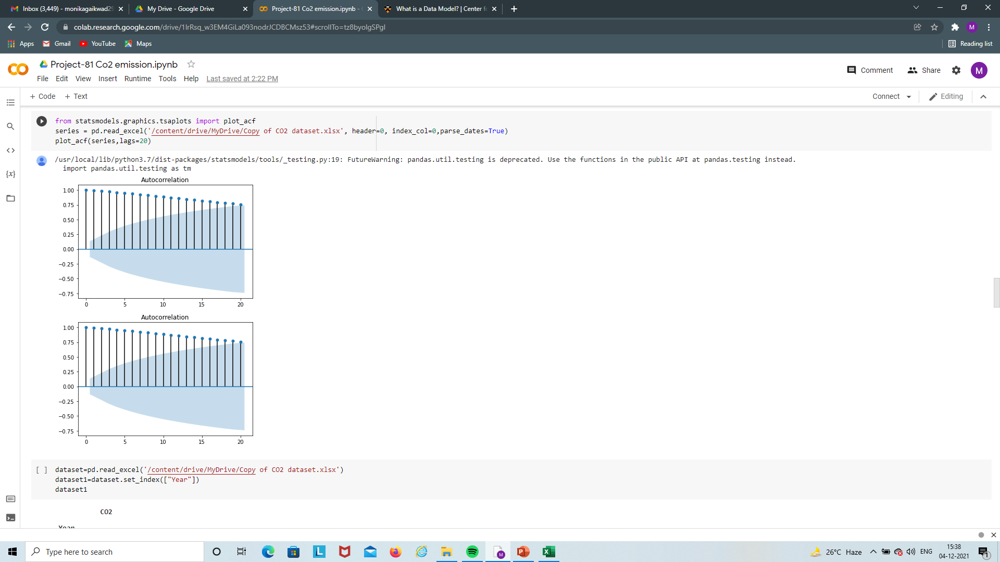 Inbox (3,449) - monikagaikwad29
My Drive - Google Drive
Project-81 Co2 emission.ipynb -
What is a Data Model? | Center f
colab.research.google.com/drive/1IrRsq_w3EM4GiLa093nodrJCDBCMsz53#scrollTo=tz8byolgSPgI
M
Apps
Gmail
YouTube
Maps
Reading list
Project-81 Co2 emission.ipynb
File Edit View Insert Runtime Tools Help Last saved at 2:22 PM
Comment
Share
M
+ Code + Text
Connect
Editing
from statsmodels.graphics.tsaplots import plot_acf
series = pd.read_excel('/content/drive/MyDrive/Copy of CO2 dataset.xlsx', header=0, index_col=0,parse_dates=True)
plot_acf(series,lags=20)
/usr/local/lib/python3.7/dist-packages/statsmodels/tools/_testing.py:19: FutureWarning: pandas.util.testing is deprecated. Use the functions in the public API at pandas.testing instead.
import pandas.util.testing as tm
Autocorrelation
1.00
0.75
0.50
0.25
0.00
−0.25
−0.50
−0.75
0 5 10 15 20
Autocorrelation
1.00
0.75
0.50
0.25
0.00
−0.25
−0.50
−0.75
0 5 10 15 20
[ ] dataset=pd.read_excel('/content/drive/MyDrive/Copy of CO2 dataset.xlsx')
dataset1=dataset.set_index(["Year"])
dataset1
CO2
Year
Type here to search
26°C Haze
ENG
15:38
04-12-2021
1